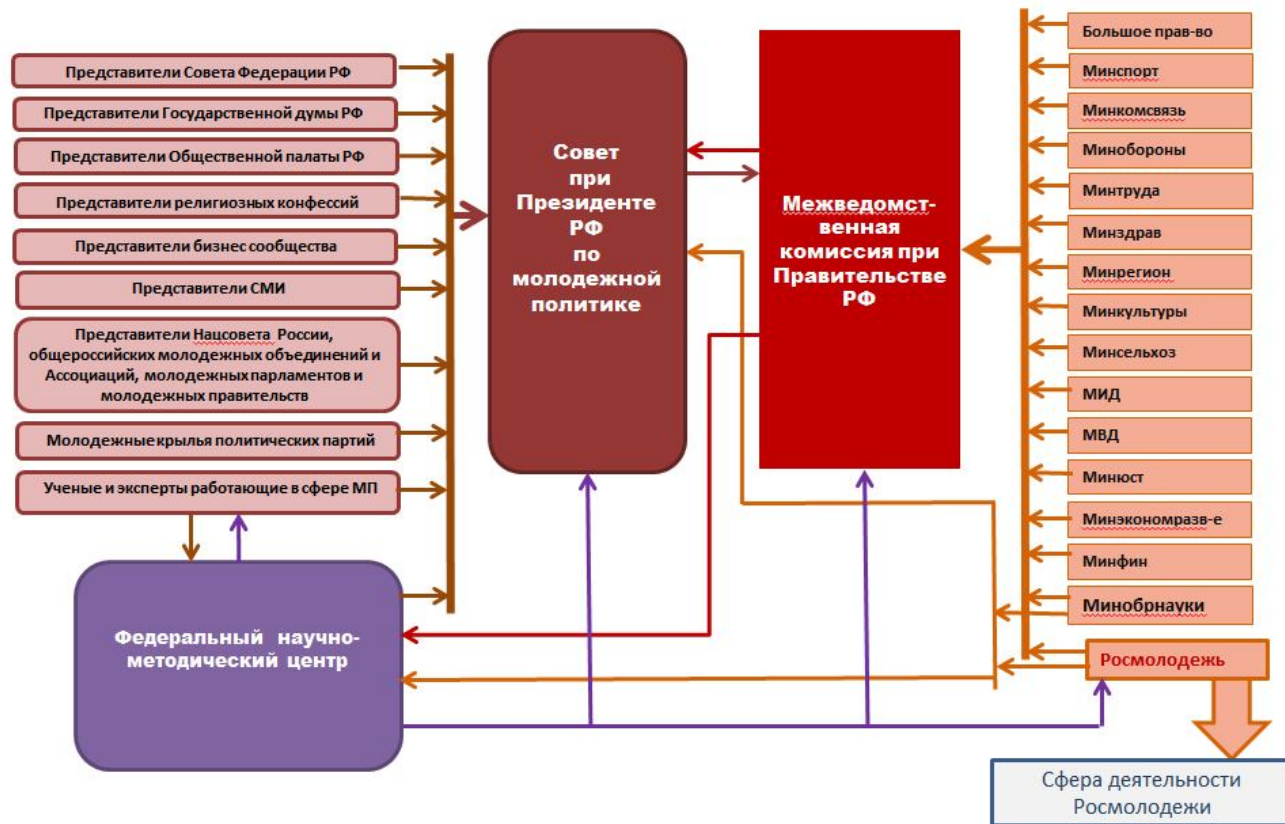 Представители Совета Федерации РФ
Представители Государственной думы РФ
Представители Общественной палаты РФ
Представители религиозных конфессий
Представители бизнес сообщества
Представители СМИ
Представители Нацсовета России,
общероссийских молодежных объединений и
Ассоциаций, молодежных парламентов и
молодежных правительств
Молодежные крылья политических партий
Ученые и эксперты работающие в сфере МП
Федеральный научно-
методический центр
Совет
при
Президенте
РФ
по
молодежной
политике
Межведомст-
венная
комиссия при
Правительстве
РФ
Большое прав-во
Минспорт
Минкомсвязь
Минобороны
Минтруда
Минздрав
Минрегион
Минкультуры
Минсельхоз
МИД
МВД
Минюст
Минэкономразв-е
Минфин
Минобрнауки
Росмолодежь
Сфера деятельности
Росмолодежи